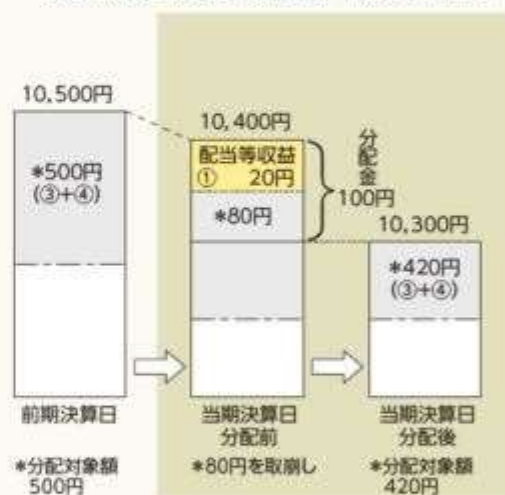 10,500円
*500円
(③+④)
前期決算日
*分配対象額
500円
10,400円
配当等収益
① 20円
*80円
分配金
100円
当期決算日
分配前
*80円を取崩し
10,300円
*420円
(③+④)
当期決算日
分配後
*分配対象額
420円